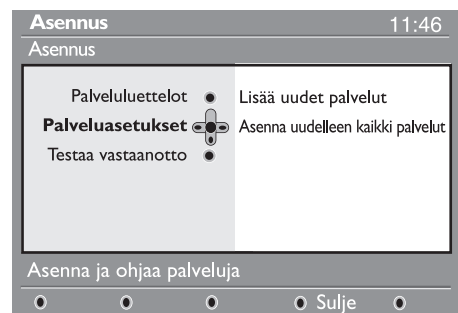 Asennus 11:46
Asennus
Palveluluettelot Lisää uudet palvelut
Palveluasetukset Asenna uudelleen kaikki palvelut
Testaa vastaanotto
Asenna ja ohjaa palveluja
Sulje